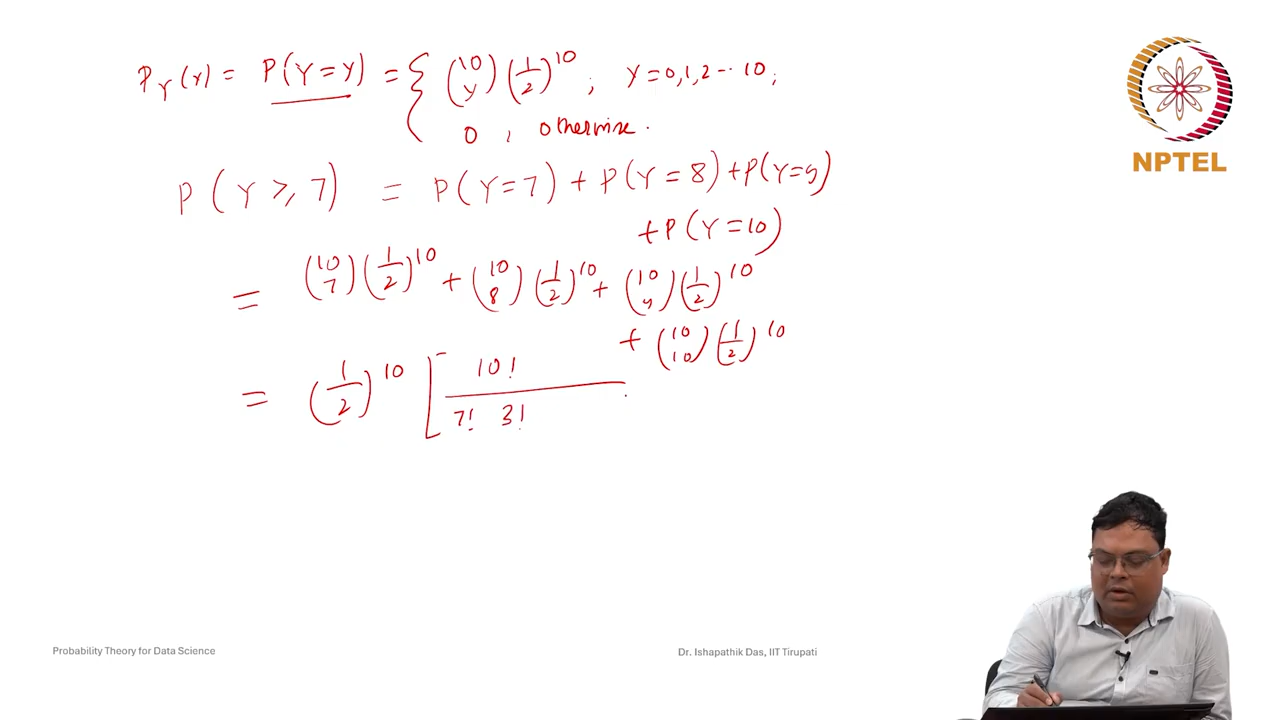 P_Y(y) = P(Y=y) = { (10 y) (1/2)^10 ; y=0,1,2--10;
0 , otherwise.
P(Y ≥ 7) = P(Y=7) + P(Y=8) + P(Y=9)
+ P(Y=10)
= (10 7) (1/2)^10 + (10 8) (1/2)^10 + (10 9) (1/2)^10
+ (10 10) (1/2)^10
= (1/2)^10 [ 10! / 7! 3!
NPTEL
Probability Theory for Data Science
Dr. Ishapathik Das, IIT Tirupati